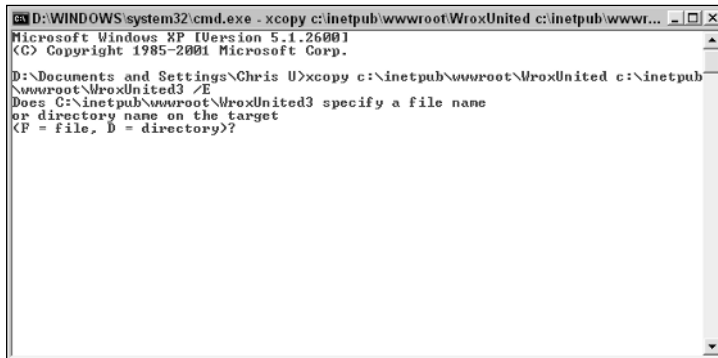 D:\WINDOWS\system32\cmd.exe - xcopy c:\inetpub\wwwroot\WroxUnited c:\inetpub\wwwr...
Microsoft Windows XP [Version 5.1.2600]
(C) Copyright 1985-2001 Microsoft Corp.
D:\Documents and Settings\Chris U>xcopy c:\inetpub\wwwroot\WroxUnited c:\inetpub
\wwwroot\WroxUnited3 /E
Does C:\inetpub\wwwroot\WroxUnited3 specify a file name
or directory name on the target
(F = file, D = directory)?